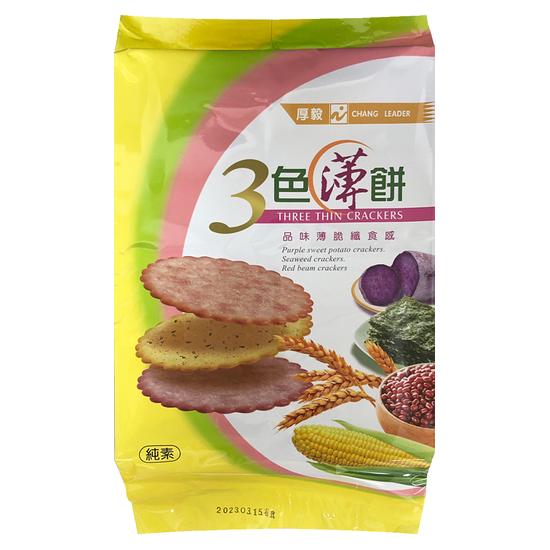 厚毅 CHANG LEADER
3色薄餅
THREE THIN CRACKERS
品味薄脆纖食感
Purple sweet potato crackers.
Seaweed crackers.
Red beam crackers
純素